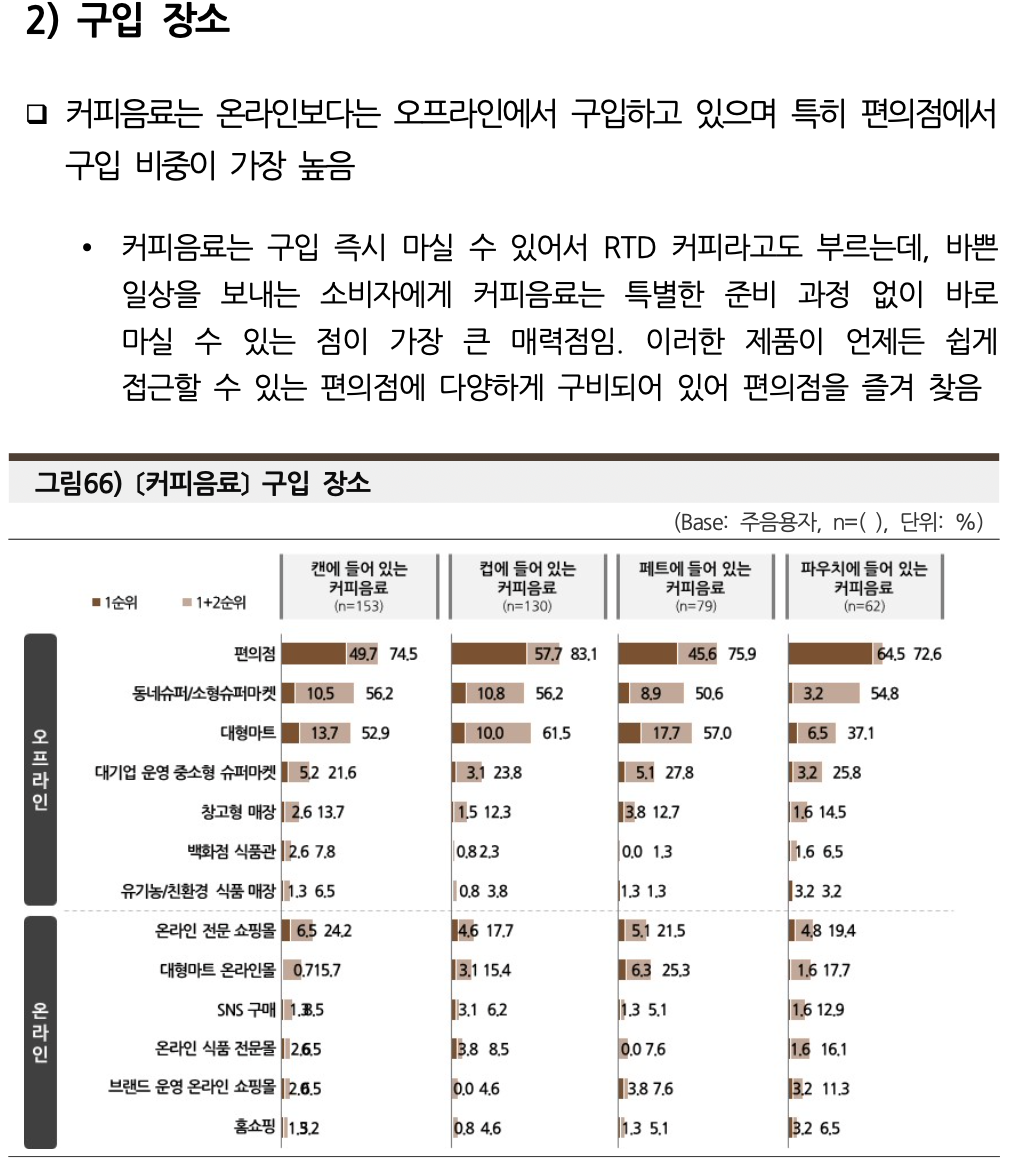 2) 구입 장소
❑ 커피음료는 온라인보다는 오프라인에서 구입하고 있으며 특히 편의점에서
구입 비중이 가장 높음
• 커피음료는 구입 즉시 마실 수 있어서 RTD 커피라고도 부르는데, 바쁜
일상을 보내는 소비자에게 커피음료는 특별한 준비 과정 없이 바로
마실 수 있는 점이 가장 큰 매력점임. 이러한 제품이 언제든 쉽게
접근할 수 있는 편의점에 다양하게 구비되어 있어 편의점을 즐겨 찾음
그림66) 〔커피음료〕 구입 장소
(Base: 주음용자, n=( ), 단위: %)
1순위 1+2순위
캔에 들어 있는 커피음료 (n=153)
컵에 들어 있는 커피음료 (n=130)
페트에 들어 있는 커피음료 (n=79)
파우치에 들어 있는 커피음료 (n=62)
오프라인
편의점 49.7 74.5 57.7 83.1 45.6 75.9 64.5 72.6
동네슈퍼/소형슈퍼마켓 10.5 56.2 10.8 56.2 8.9 50.6 3.2 54.8
대형마트 13.7 52.9 10.0 61.5 17.7 57.0 6.5 37.1
대기업 운영 중소형 슈퍼마켓 5.2 21.6 3.1 23.8 5.1 27.8 3.2 25.8
창고형 매장 2.6 13.7 1.5 12.3 3.8 12.7 1.6 14.5
백화점 식품관 2.6 7.8 0.8 2.3 0.0 1.3 1.6 6.5
유기농/친환경 식품 매장 1.3 6.5 0.8 3.8 1.3 1.3 3.2 3.2
온라인
온라인 전문 쇼핑몰 6.5 24.2 4.6 17.7 5.1 21.5 4.8 19.4
대형마트 온라인몰 0.7 15.7 3.1 15.4 6.3 25.3 1.6 17.7
SNS 구매 1.3 8.5 3.1 6.2 1.3 5.1 1.6 12.9
온라인 식품 전문몰 2.6 6.5 3.8 8.5 0.0 7.6 1.6 16.1
브랜드 운영 온라인 쇼핑몰 2.0 6.5 0.0 4.6 3.8 7.6 3.2 11.3
홈쇼핑 1.3 5.2 0.8 4.6 1.3 5.1 3.2 6.5